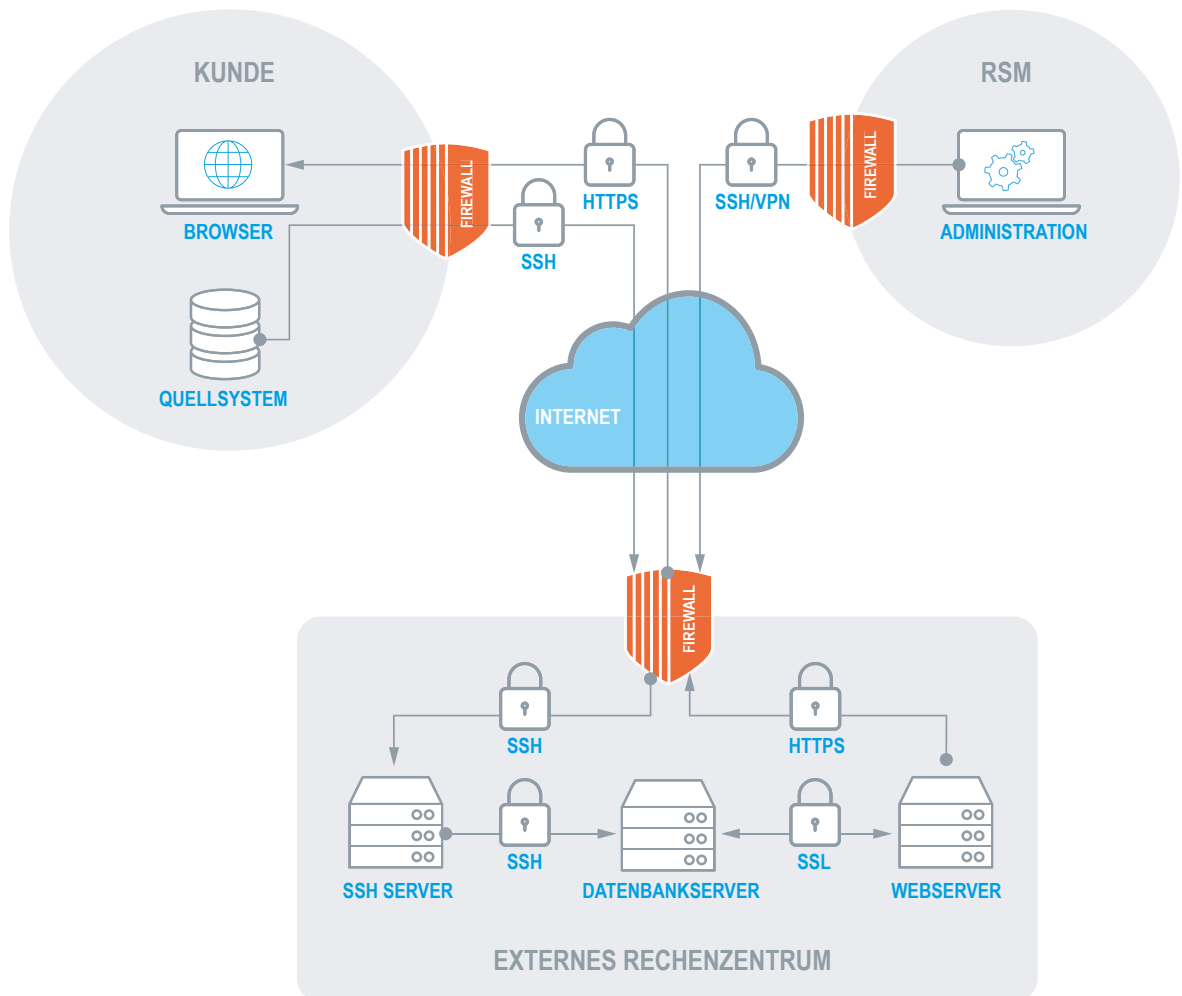 KUNDE
RSM
FIREWALL
FIREWALL
HTTPS
SSH/VPN
BROWSER
ADMINISTRATION
SSH
QUELLSYSTEM
INTERNET
FIREWALL
SSH
HTTPS
SSH
SSL
SSH SERVER
DATENBANKSERVER
WEBSERVER
EXTERNES RECHENZENTRUM